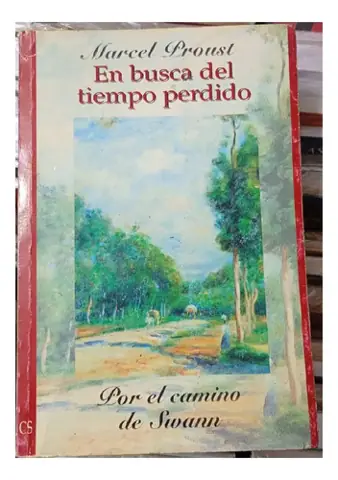 Marcel Proust
En busca del
tiempo perdido
Por el camino
de Swann
CS